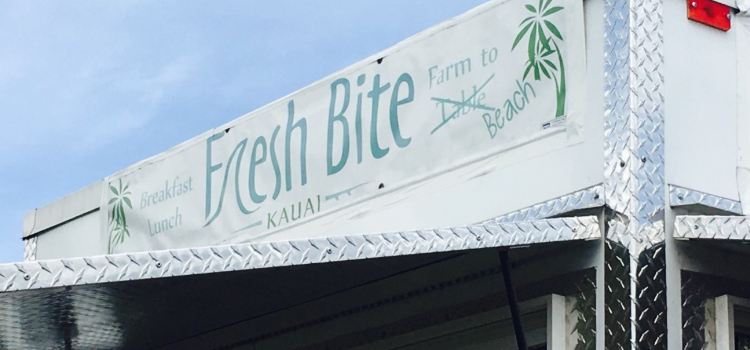 Breakfast
Lunch
Fresh Bite
KAUAI
Farm to
Table
Beach